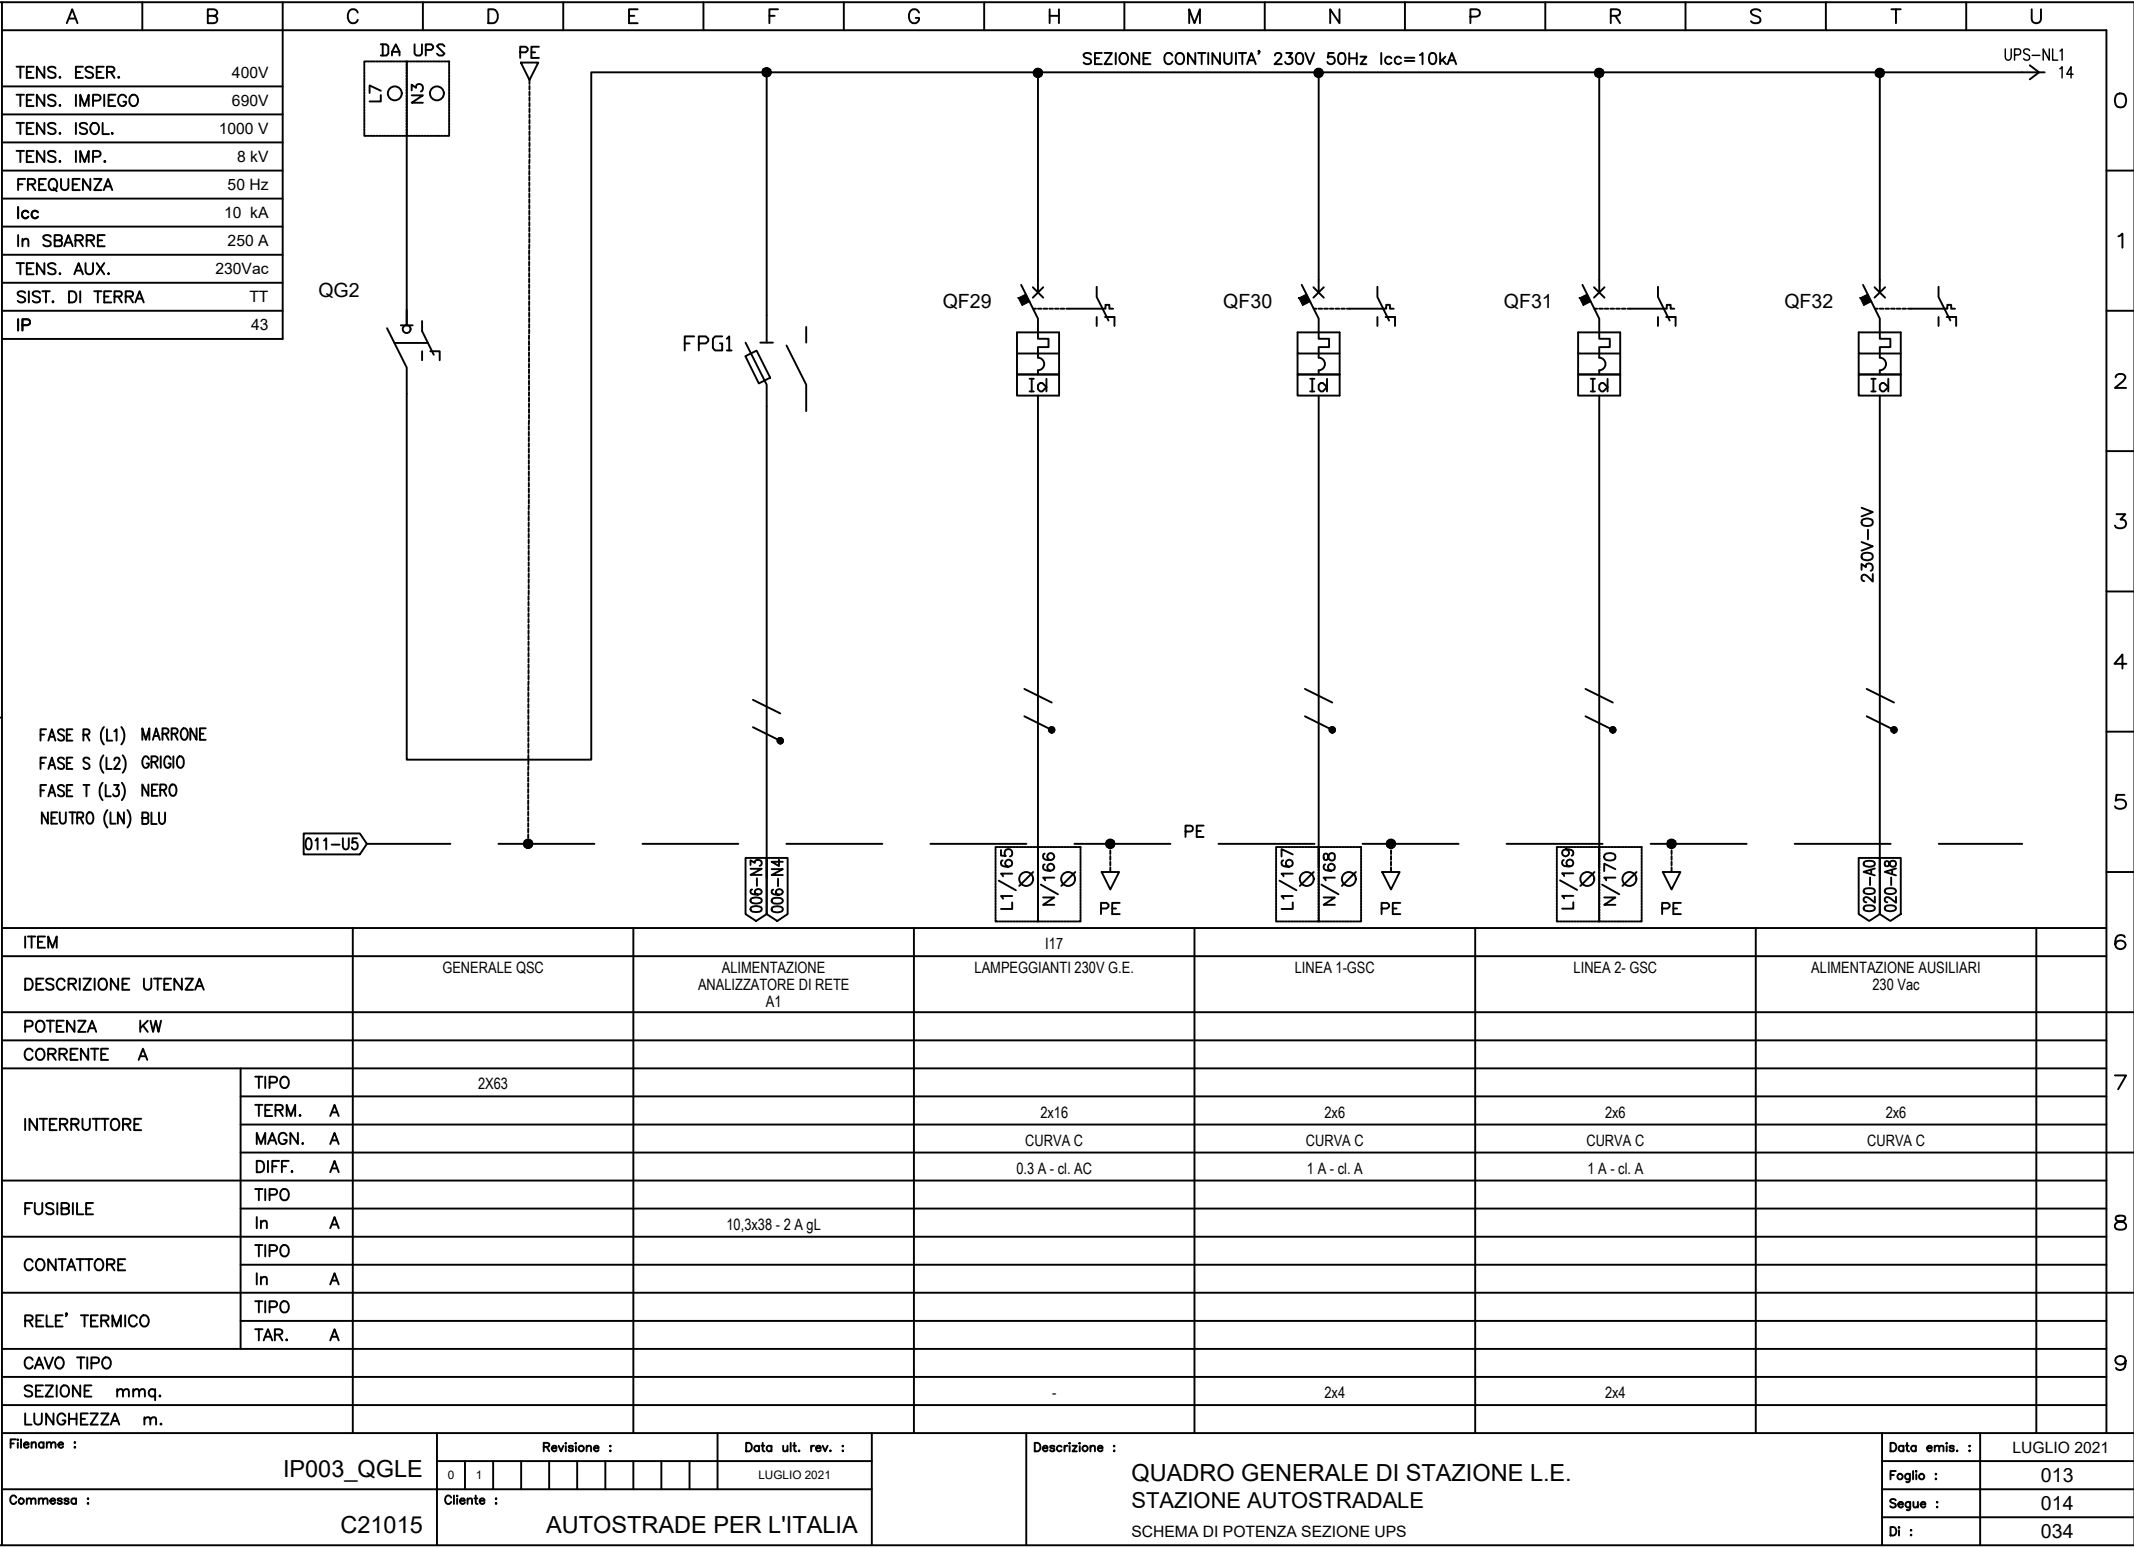 A B C D E F G H M N P R S T U
TENS. ESER. 400V
TENS. IMPIEGO 690V
TENS. ISOL. 1000 V
TENS. IMP. 8 kV
FREQUENZA 50 Hz
Icc 10 kA
In SBARRE 250 A
TENS. AUX. 230Vac
SIST. DI TERRA TT
IP 43
DA UPS
L7 N3
PE
SEZIONE CONTINUITA' 230V 50Hz Icc=10kA
UPS-NL1
14
0
1
2
3
4
5
6
7
8
9
QG2
FPG1
QF29
QF30
QF31
QF32
Id
Id
Id
Id
230V-0V
FASE R (L1) MARRONE
FASE S (L2) GRIGIO
FASE T (L3) NERO
NEUTRO (LN) BLU
011-U5
PE
006-N3
006-N4
L1/165
N/166
PE
L1/167
N/168
PE
L1/169
N/170
PE
020-A0
020-A8
ITEM I17
DESCRIZIONE UTENZA
GENERALE QSC
ALIMENTAZIONE
ANALIZZATORE DI RETE
A1
LAMPEGGIANTI 230V G.E.
LINEA 1-GSC
LINEA 2- GSC
ALIMENTAZIONE AUSILIARI
230 Vac
POTENZA KW
CORRENTE A
INTERRUTTORE
TIPO 2X63
TERM. A 2x16 2x6 2x6 2x6
MAGN. A CURVA C CURVA C CURVA C CURVA C
DIFF. A 0.3 A - cl. AC 1 A - cl. A 1 A - cl. A
FUSIBILE
TIPO
In A 10,3x38 - 2 A gL
CONTATTORE
TIPO
In A
RELE' TERMICO
TIPO
TAR. A
CAVO TIPO
SEZIONE mmq. - 2x4 2x4
LUNGHEZZA m.
Filename :
IP003_QGLE
Commessa :
C21015
Revisione :
0 1
Data ult. rev. :
LUGLIO 2021
Cliente :
AUTOSTRADE PER L'ITALIA
Descrizione :
QUADRO GENERALE DI STAZIONE L.E.
STAZIONE AUTOSTRADALE
SCHEMA DI POTENZA SEZIONE UPS
Data emis. : LUGLIO 2021
Foglio : 013
Segue : 014
Di : 034